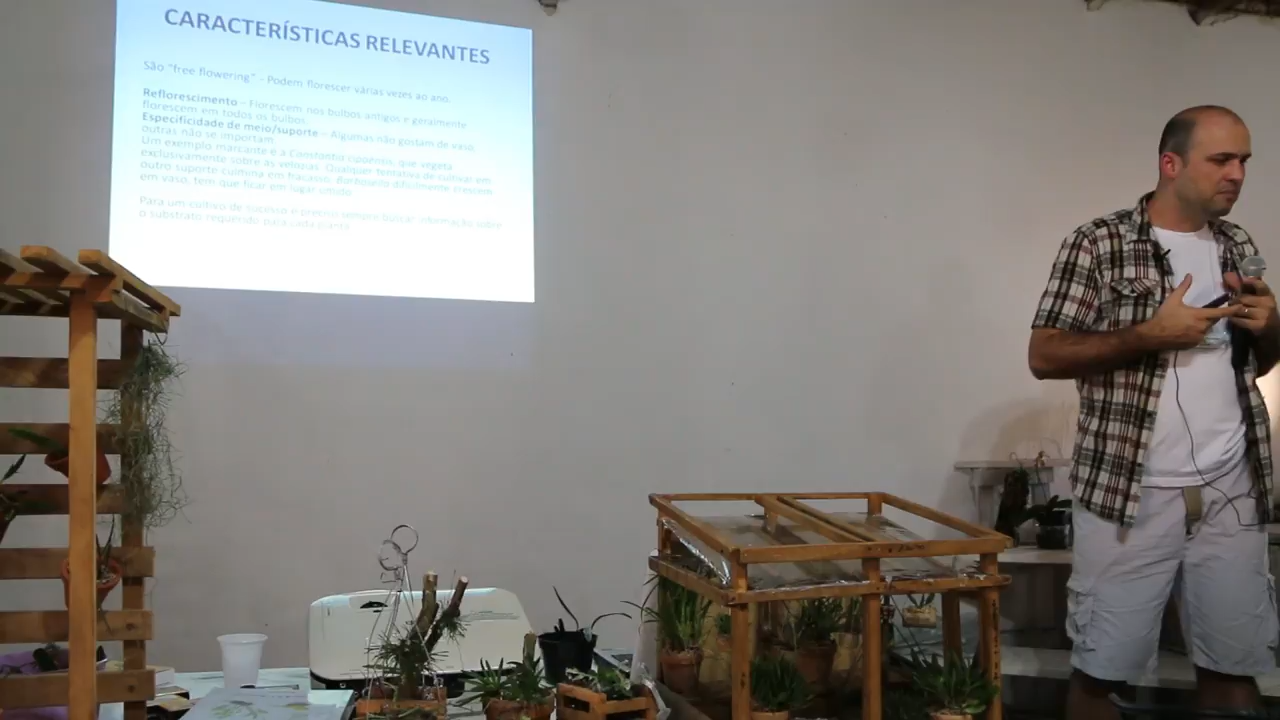 CARACTERÍSTICAS RELEVANTES
São "free flowering" - Podem florescer várias vezes ao ano.
Reflorescimento – Florescem nos bulbos antigos e geralmente
florescem em todos os bulbos.
Especificidade de meio/suporte – Algumas não gostam de vaso,
outras não se importam.
Um exemplo marcante é a Constantia cipoensis, que vegeta
exclusivamente sobre as velózias. Qualquer tentativa de cultivar em
outro suporte culmina em fracasso. dificilmente crescem
em vaso, tem que ficar em lugar úmido.
Para um cultivo de sucesso é preciso sempre buscar informação sobre
o substrato requerido para cada planta.